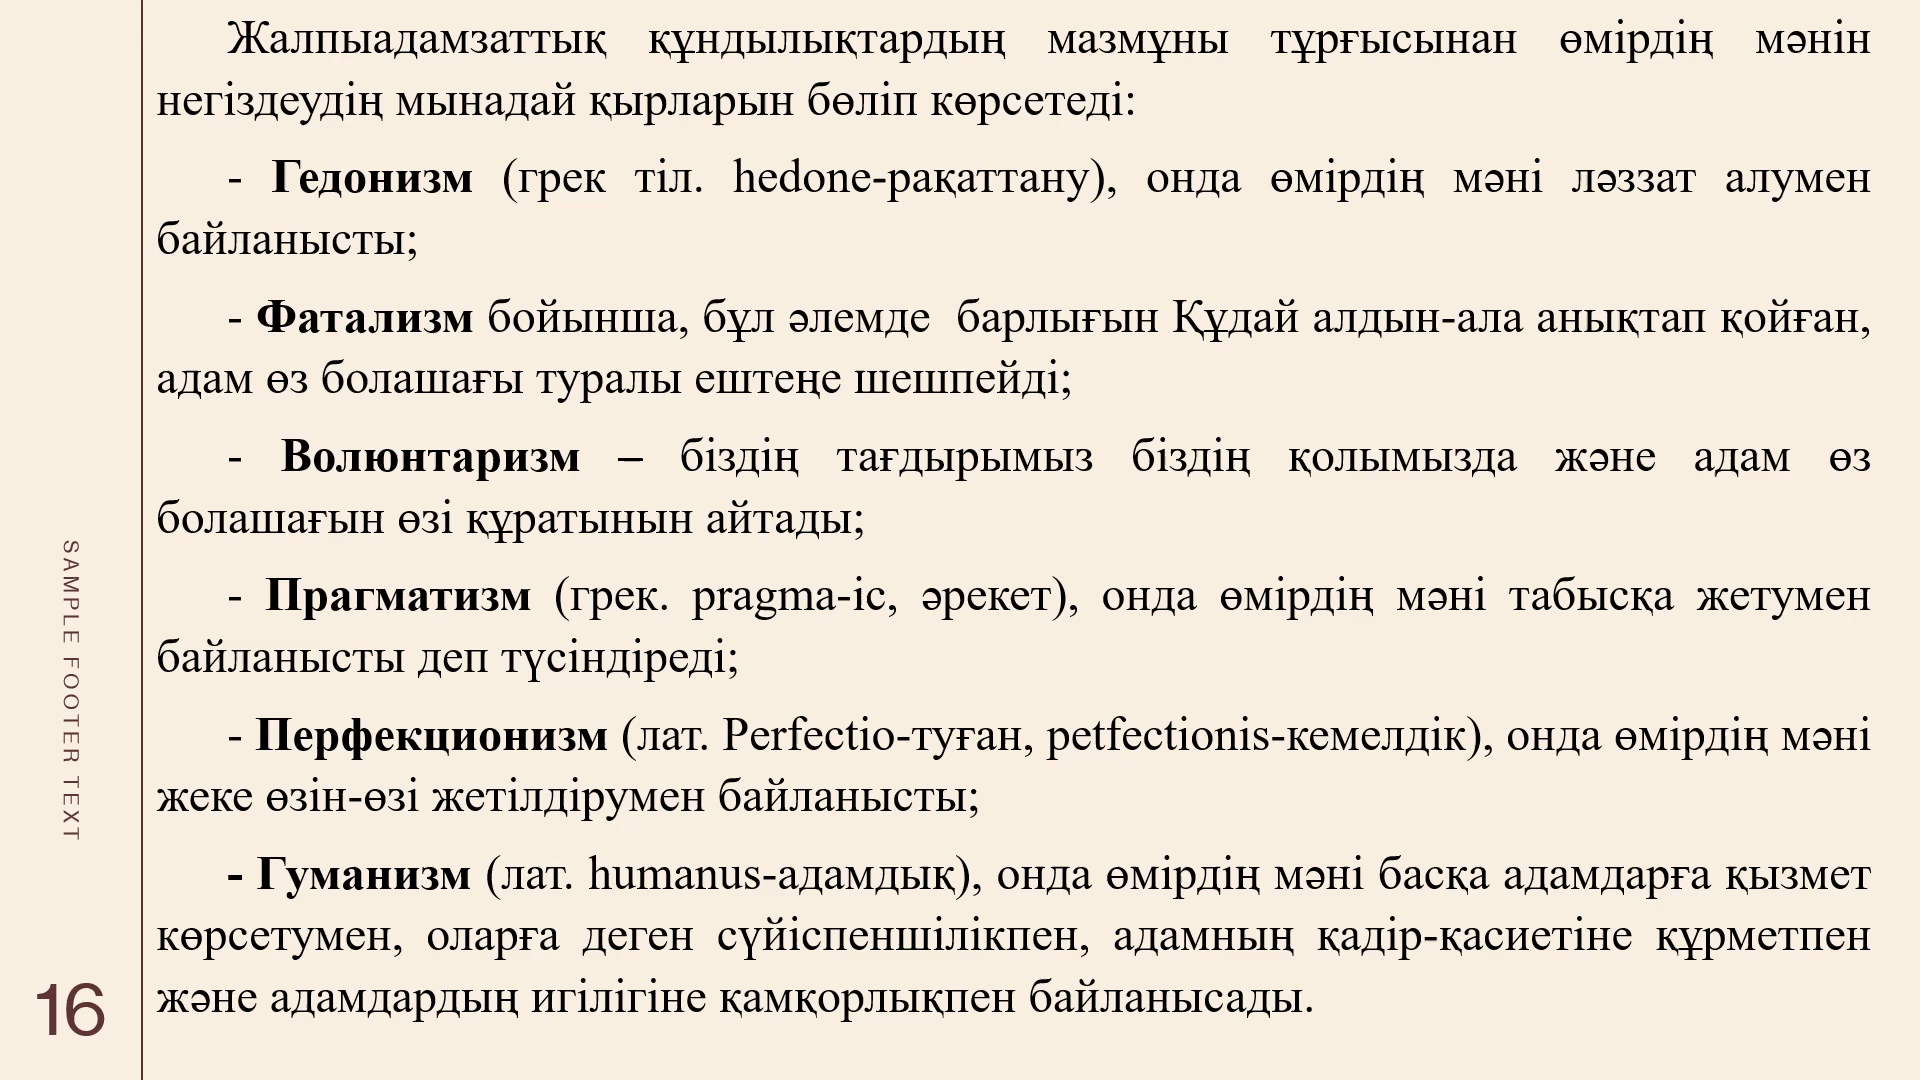 Жалпыадамзаттық құндылықтардың мазмұны тұрғысынан өмірдің мәнін
негіздеудің мынадай қырларын бөліп көрсетеді:
- Гедонизм (грек тіл. hedone-рақаттану), онда өмірдің мәні ләззат алумен
байланысты;
- Фатализм бойынша, бұл әлемде барлығын Құдай алдын-ала анықтап қойған,
адам өз болашағы туралы ештеңе шешпейді;
- Волюнтаризм – біздің тағдырымыз біздің қолымызда және адам өз
болашағын өзі құратынын айтады;
- Прагматизм (грек. pragma-іс, әрекет), онда өмірдің мәні табысқа жетумен
байланысты деп түсіндіреді;
- Перфекционизм (лат. Perfectio-туған, petfectionis-кемелдік), онда өмірдің мәні
жеке өзін-өзі жетілдірумен байланысты;
- Гуманизм (лат. humanus-адамдық), онда өмірдің мәні басқа адамдарға қызмет
көрсетумен, оларға деген сүйіспеншілікпен, адамның қадір-қасиетіне құрметпен
және адамдардың игілігіне қамқорлықпен байланысады.
SAMPLE FOOTER TEXT
16